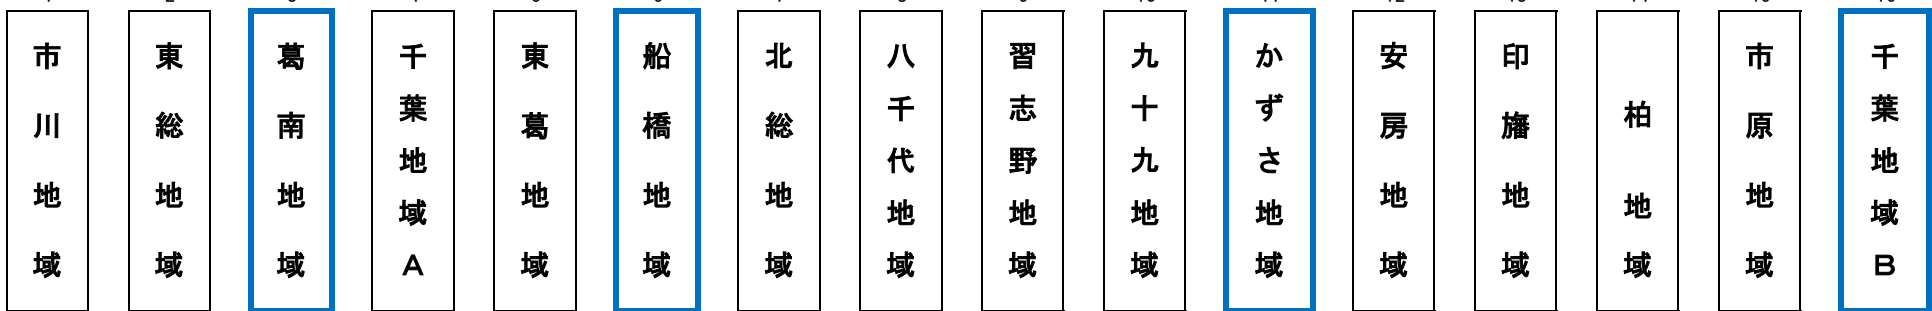 市川地域
東総地域
葛南地域
千葉地域A
東葛地域
船橋地域
北総地域
八千代地域
習志野地域
九十九地域
かずさ地域
安房地域
印旛地域
柏地域
市原地域
千葉地域B